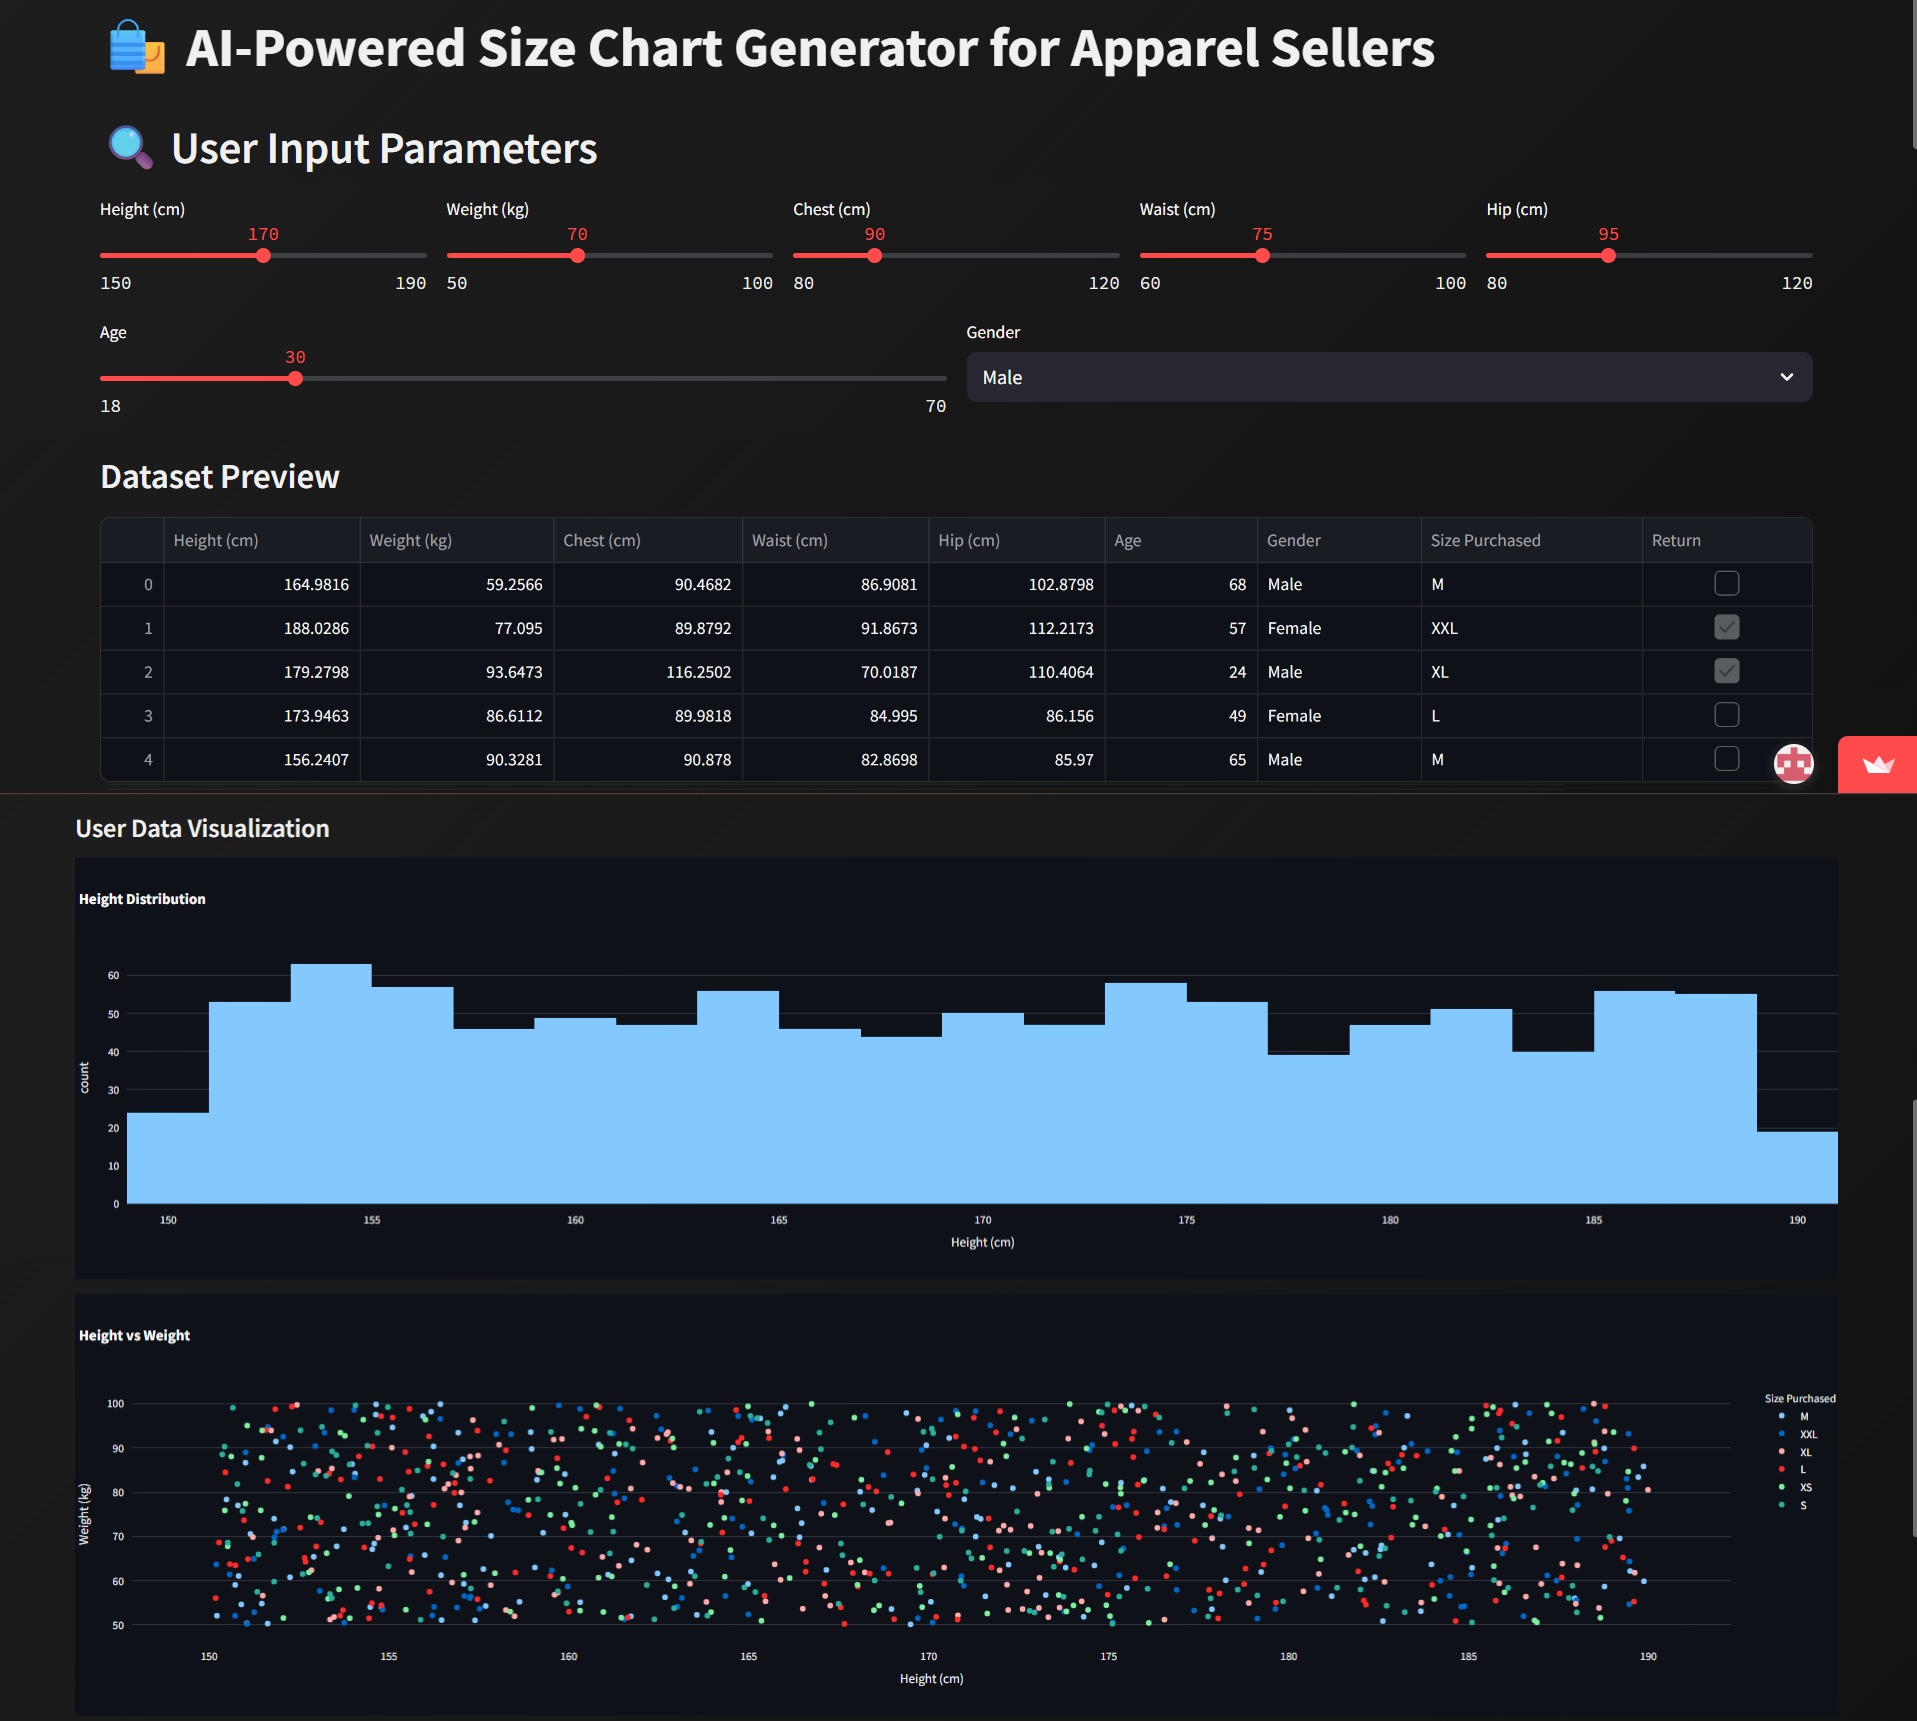 AI-Powered Size Chart Generator for Apparel Sellers
User Input Parameters
Height (cm) Weight (kg) Chest (cm) Waist (cm) Hip (cm)
170 70 90 75 95
150 190 50 100 80 120 60 100 80 120
Age Gender
30
Male
18 70
Dataset Preview
Height (cm) Weight (kg) Chest (cm) Waist (cm) Hip (cm) Age Gender Size Purchased Return
0 164.9816 59.2566 90.4682 86.9081 102.8798 68 Male M
1 188.0286 77.095 89.8792 91.8673 112.2173 57 Female XXL
2 179.2798 93.6473 116.2502 70.0187 110.4064 24 Male XL
3 173.9463 86.6112 89.9818 84.995 86.156 49 Female L
4 156.2407 90.3281 90.878 82.8698 85.97 65 Male M
User Data Visualization
Height Distribution
60
50
40
30
20
10
0
count
150 155 160 165 170 175 180 185 190
Height (cm)
Height vs Weight
100
90
80
70
60
50
Weight (kg)
150 155 160 165 170 175 180 185 190
Height (cm)
Size Purchased
M
XXL
XL
L
XS
S